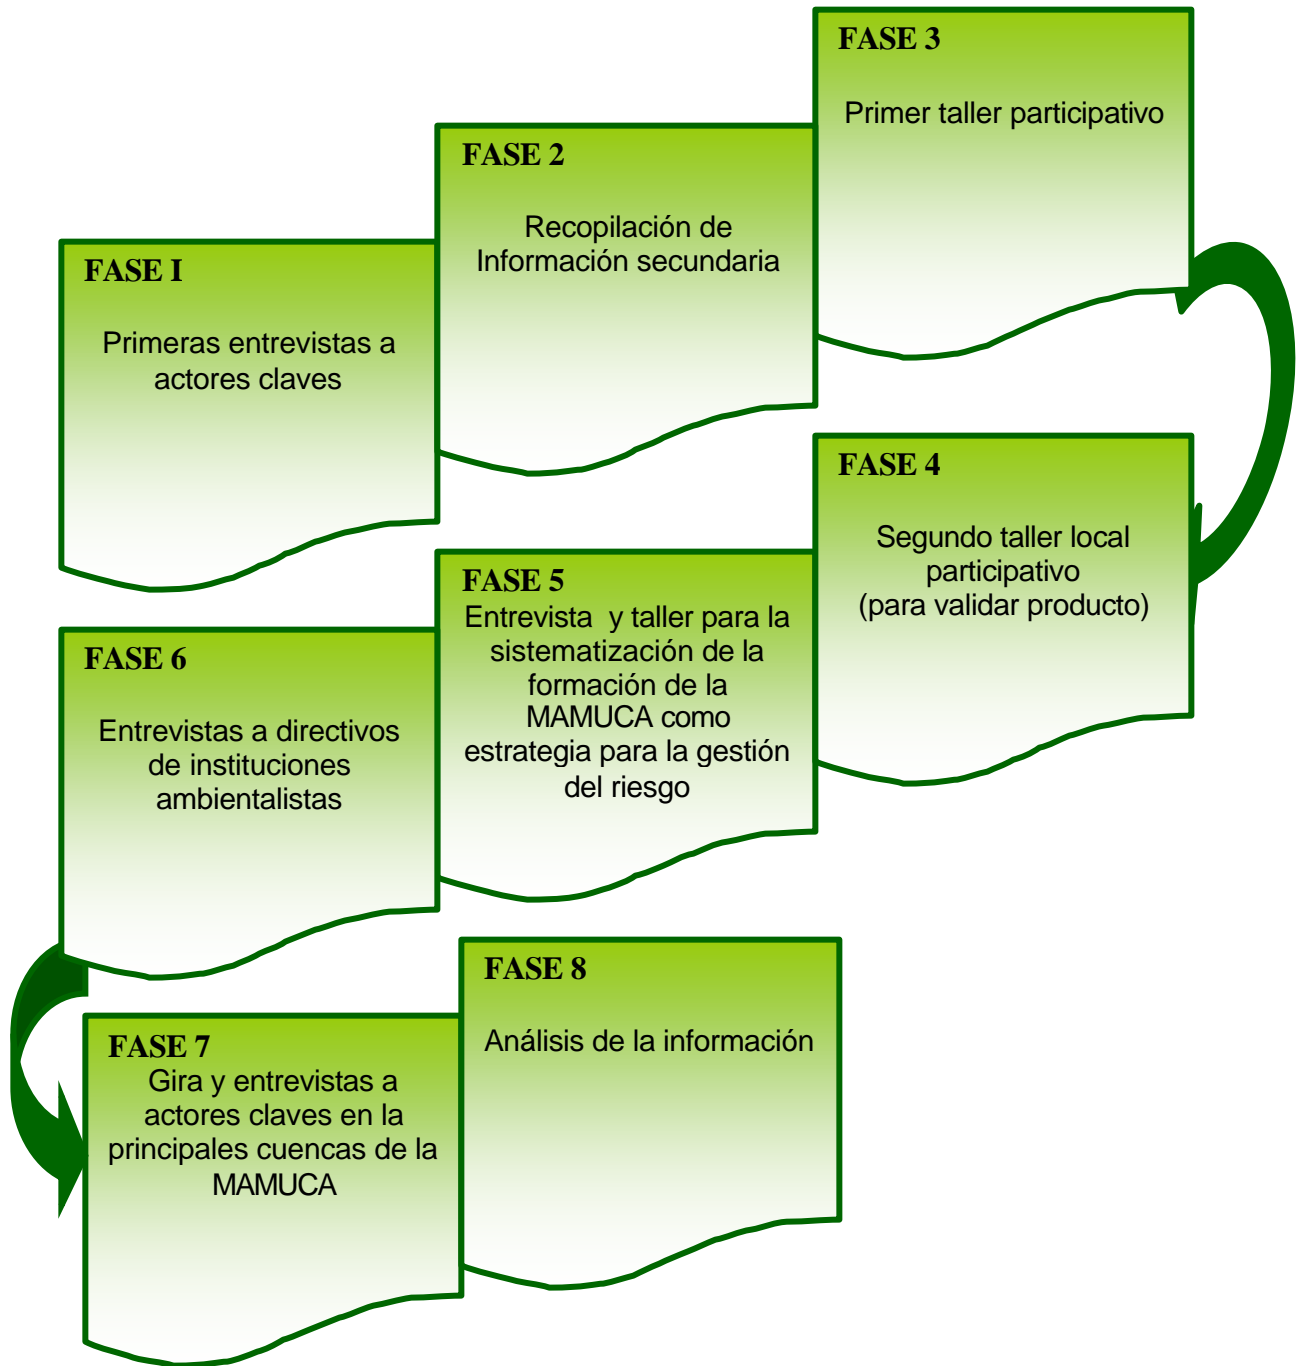 FASE I
Primeras entrevistas a
actores claves
FASE 2
Recopilación de
Información secundaria
FASE 3
Primer taller participativo
FASE 4
Segundo taller local
participativo
(para validar producto)
FASE 5
Entrevista y taller para la
sistematización de la
formación de la
MAMUCA como
estrategia para la gestión
del riesgo
FASE 6
Entrevistas a directivos
de instituciones
ambientalistas
FASE 7
Gira y entrevistas a
actores claves en la
principales cuencas de la
MAMUCA
FASE 8
Análisis de la información